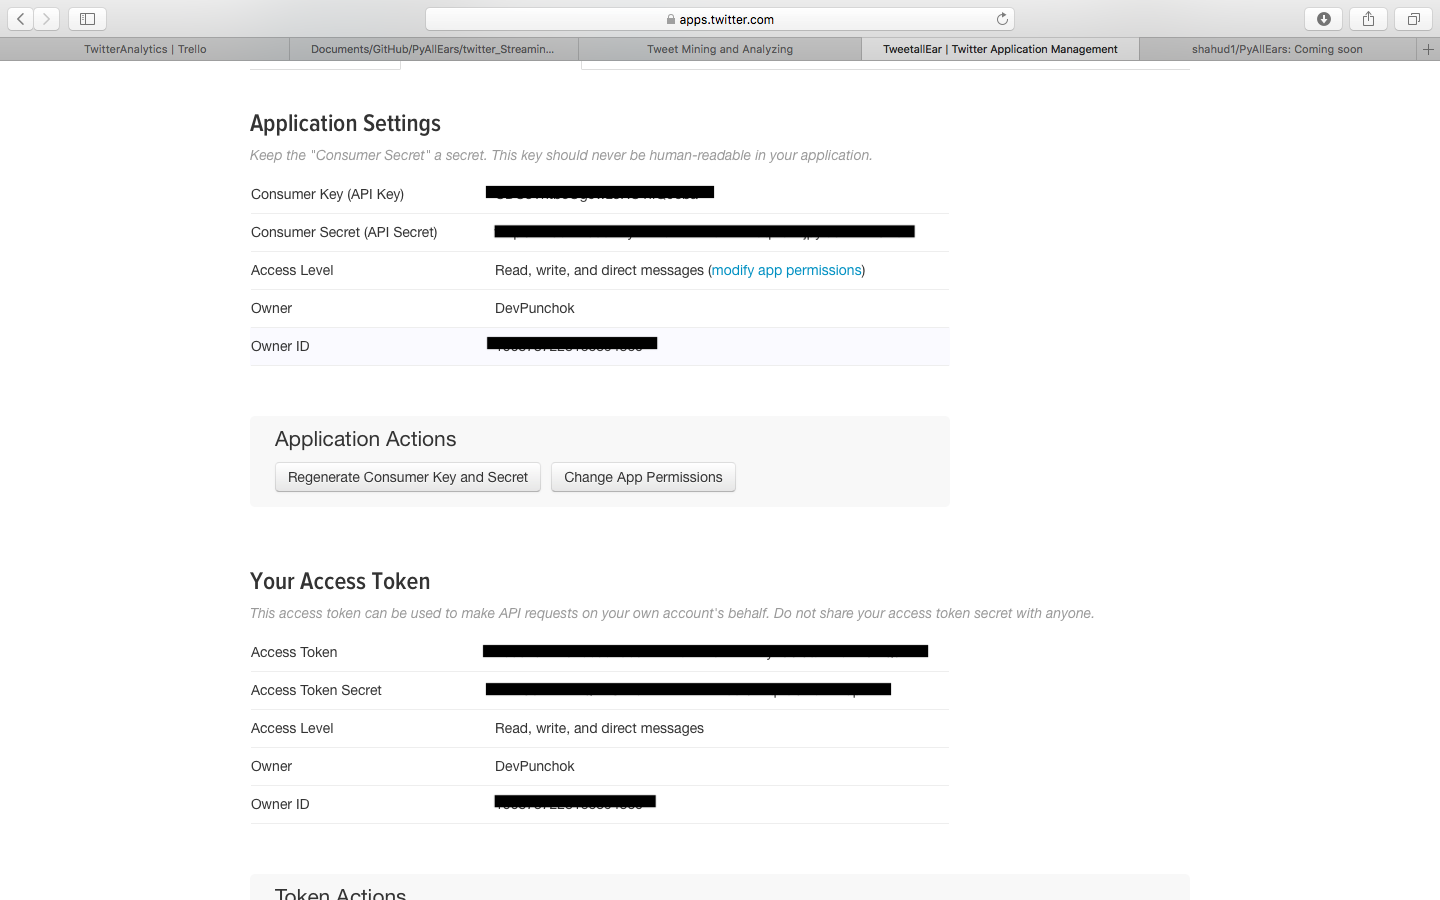 apps.twitter.com
TwitterAnalytics | Trello
Documents/GitHub/PyAllEars/twitter_Streamin...
Tweet Mining and Analyzing
TweetallEar | Twitter Application Management
shahud1/PyAllEars: Coming soon
Application Settings
Keep the "Consumer Secret" a secret. This key should never be human-readable in your application.
Consumer Key (API Key)
Consumer Secret (API Secret)
Access Level Read, write, and direct messages (modify app permissions)
Owner DevPunchok
Owner ID
Application Actions
Regenerate Consumer Key and Secret Change App Permissions
Your Access Token
This access token can be used to make API requests on your own account's behalf. Do not share your access token secret with anyone.
Access Token
Access Token Secret
Access Level Read, write, and direct messages
Owner DevPunchok
Owner ID
Token Actions